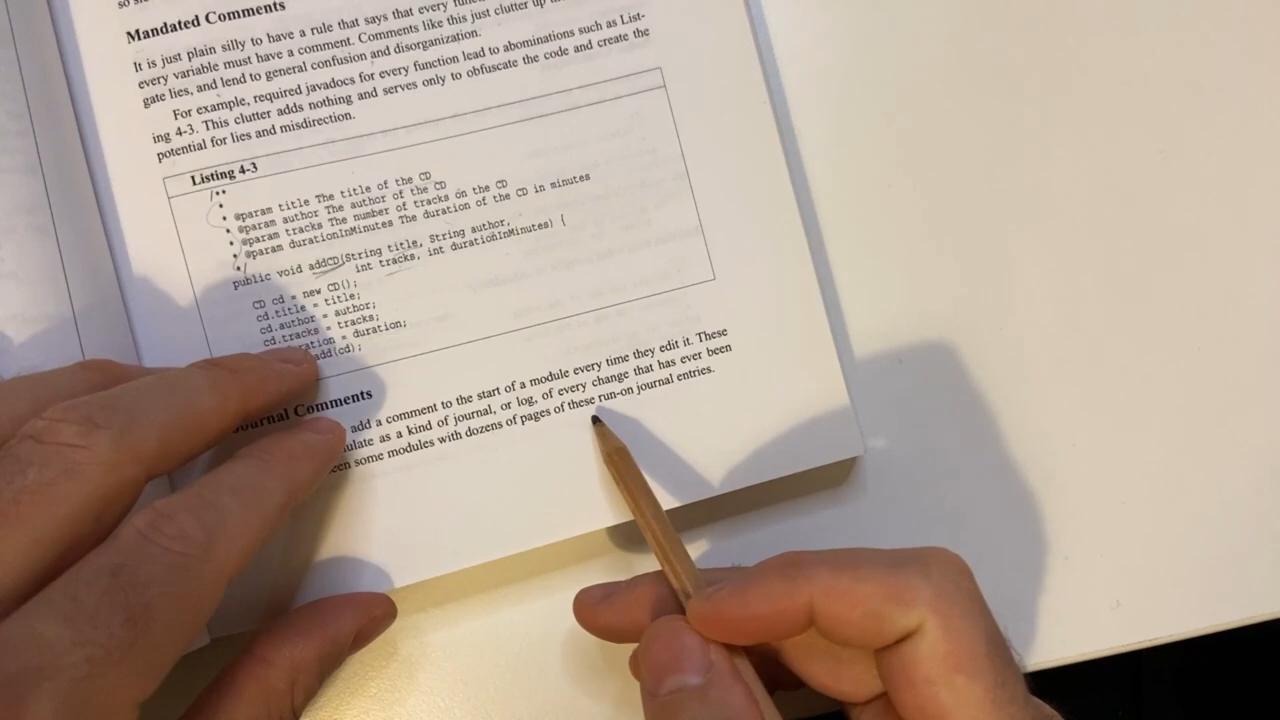 Mandated Comments
It is just plain silly to have a rule that says that every
every variable must have a comment. Comments like this just clutter up
gate lies, and lend to general confusion and disorganization.
For example, required javadocs for every function lead to abominations such as List-
ing 4-3. This clutter adds nothing and serves only to obfuscate the code and create the
potential for lies and misdirection.
Listing 4-3
/**
*
* @param title The title of the CD
* @param author The author of the CD
* @param tracks The number of tracks on the CD
* @param durationInMinutes The duration of the CD in minutes
*/
public void addCD(String title, String author,
int tracks, int durationInMinutes) {
CD cd = new CD();
cd.title = title;
cd.author = author;
cd.tracks = tracks;
= duration;
add(cd);
Journal Comments
add a comment to the start of a module every time they edit it. These
as a kind of journal, or log, of every change that has ever been
some modules with dozens of pages of these run-on journal entries.